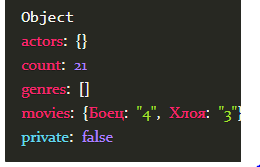 Object
actors: {}
count: 21
genres: []
movies: {Боец: "4", Хлоя: "3"}
private: false